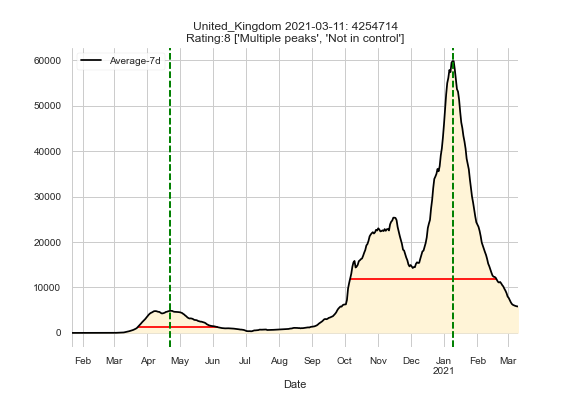 United_Kingdom 2021-03-11: 4254714
Rating:8 ['Multiple peaks', 'Not in control']
Average-7d
60000
50000
40000
30000
20000
10000
0
Feb Mar Apr May Jun Jul Aug Sep Oct Nov Dec Jan Feb Mar
2021
Date